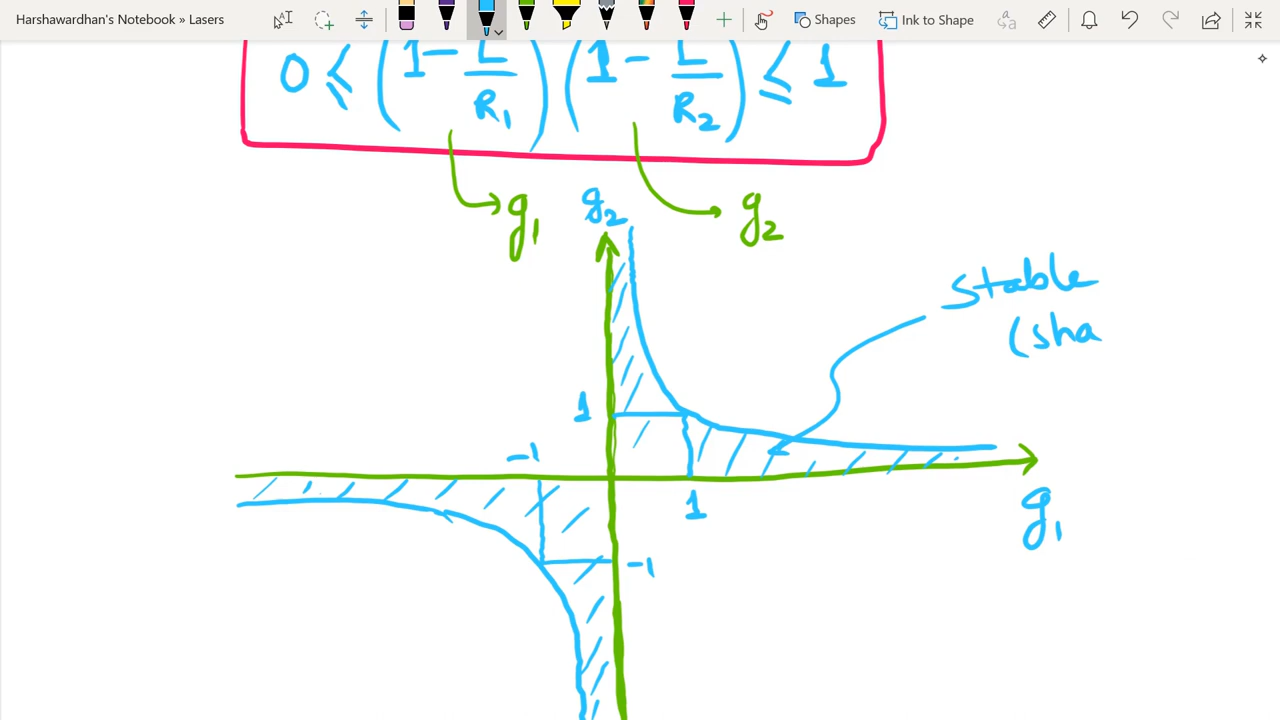 Harshawardhan's Notebook » Lasers
Shapes
Ink to Shape
0 ≤ (1 - L/R₁) (1 - L/R₂) ≤ 1
g₁
g₂
g₂
stable
(sha
1
-1
1
g₁
-1